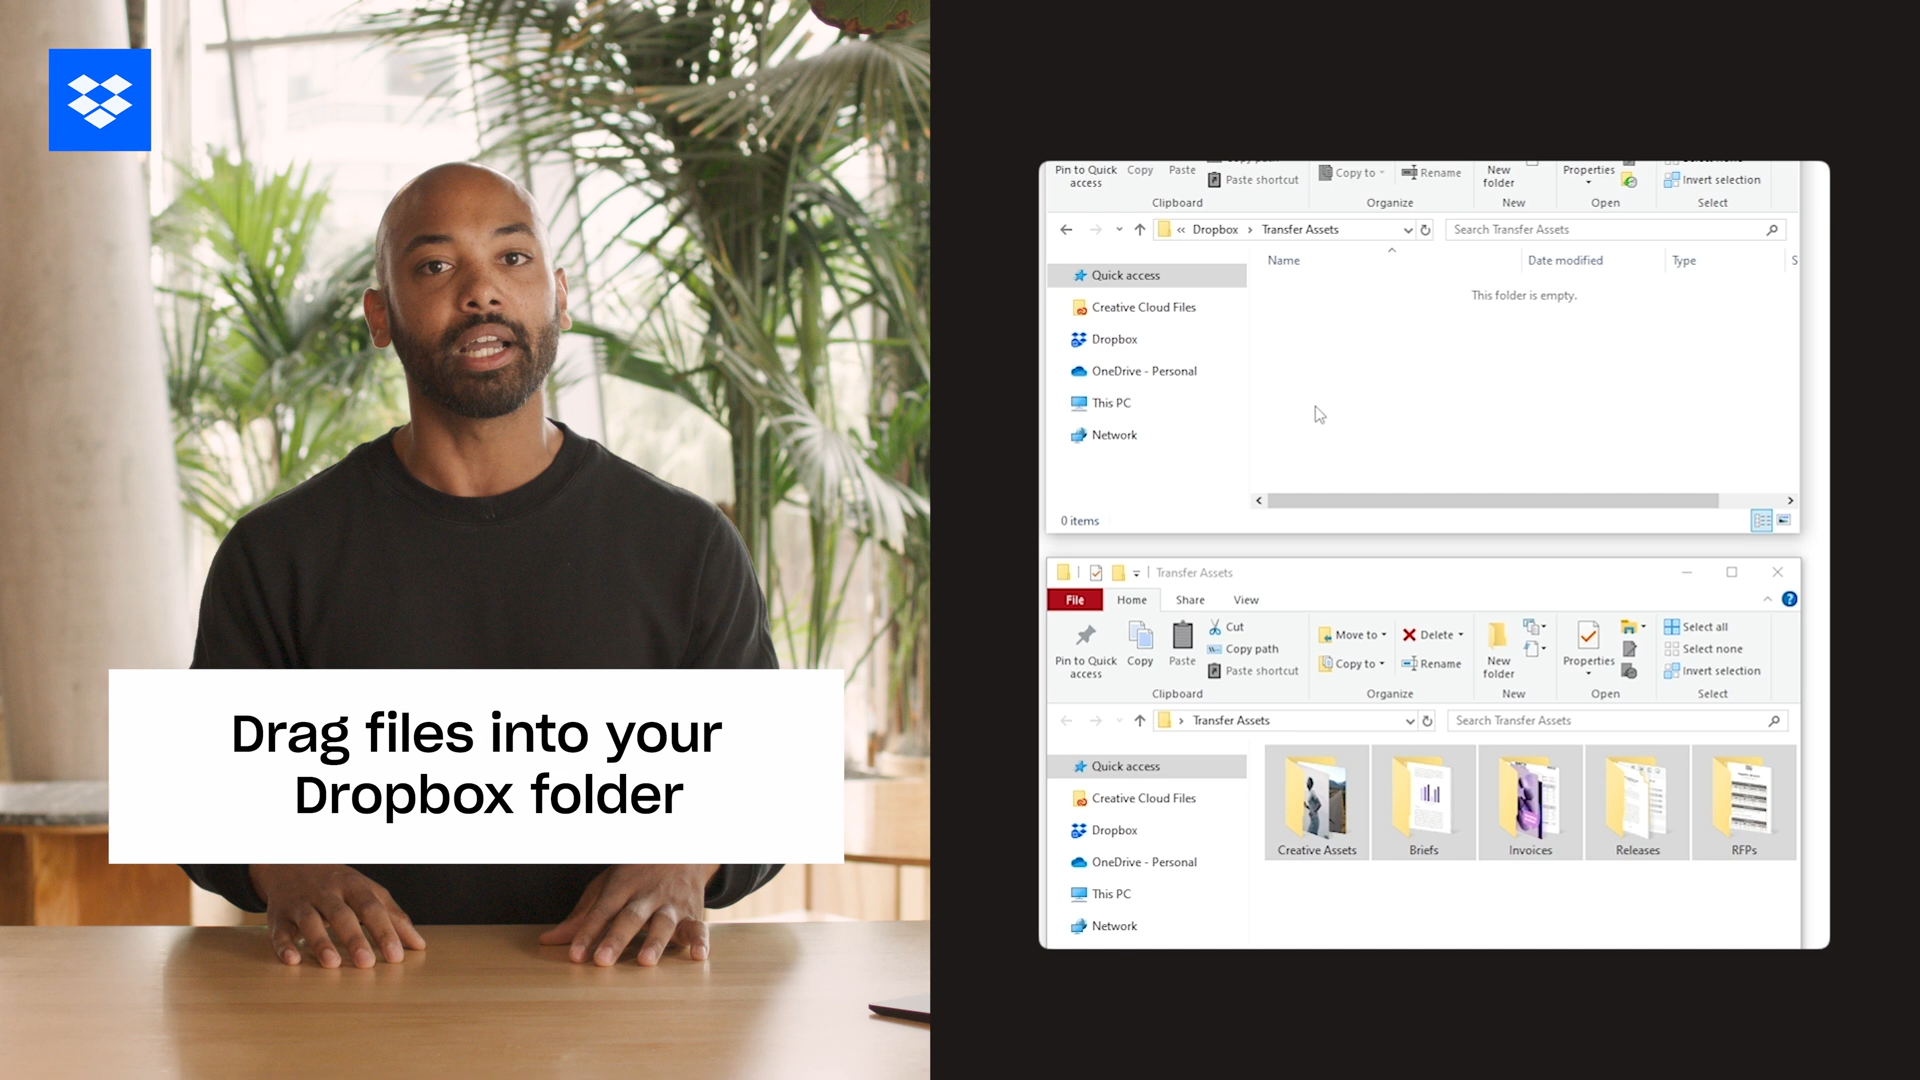 Drag files into your
Dropbox folder
Pin to Quick access
Copy
Paste
Paste shortcut
Copy to
Rename
New folder
Properties
Invert selection
Clipboard
Organize
New
Open
Select
« Dropbox > Transfer Assets
Search Transfer Assets
Name
Date modified
Type
S
This folder is empty.
Quick access
Creative Cloud Files
Dropbox
OneDrive - Personal
This PC
Network
0 items
Transfer Assets
File
Home
Share
View
Pin to Quick access
Copy
Paste
Cut
Copy path
Paste shortcut
Move to
Copy to
Delete
Rename
New folder
Properties
Select all
Select none
Invert selection
Clipboard
Organize
New
Open
Select
> Transfer Assets
Search Transfer Assets
Quick access
Creative Cloud Files
Dropbox
OneDrive - Personal
This PC
Network
Creative Assets
Briefs
Invoices
Releases
RFPs